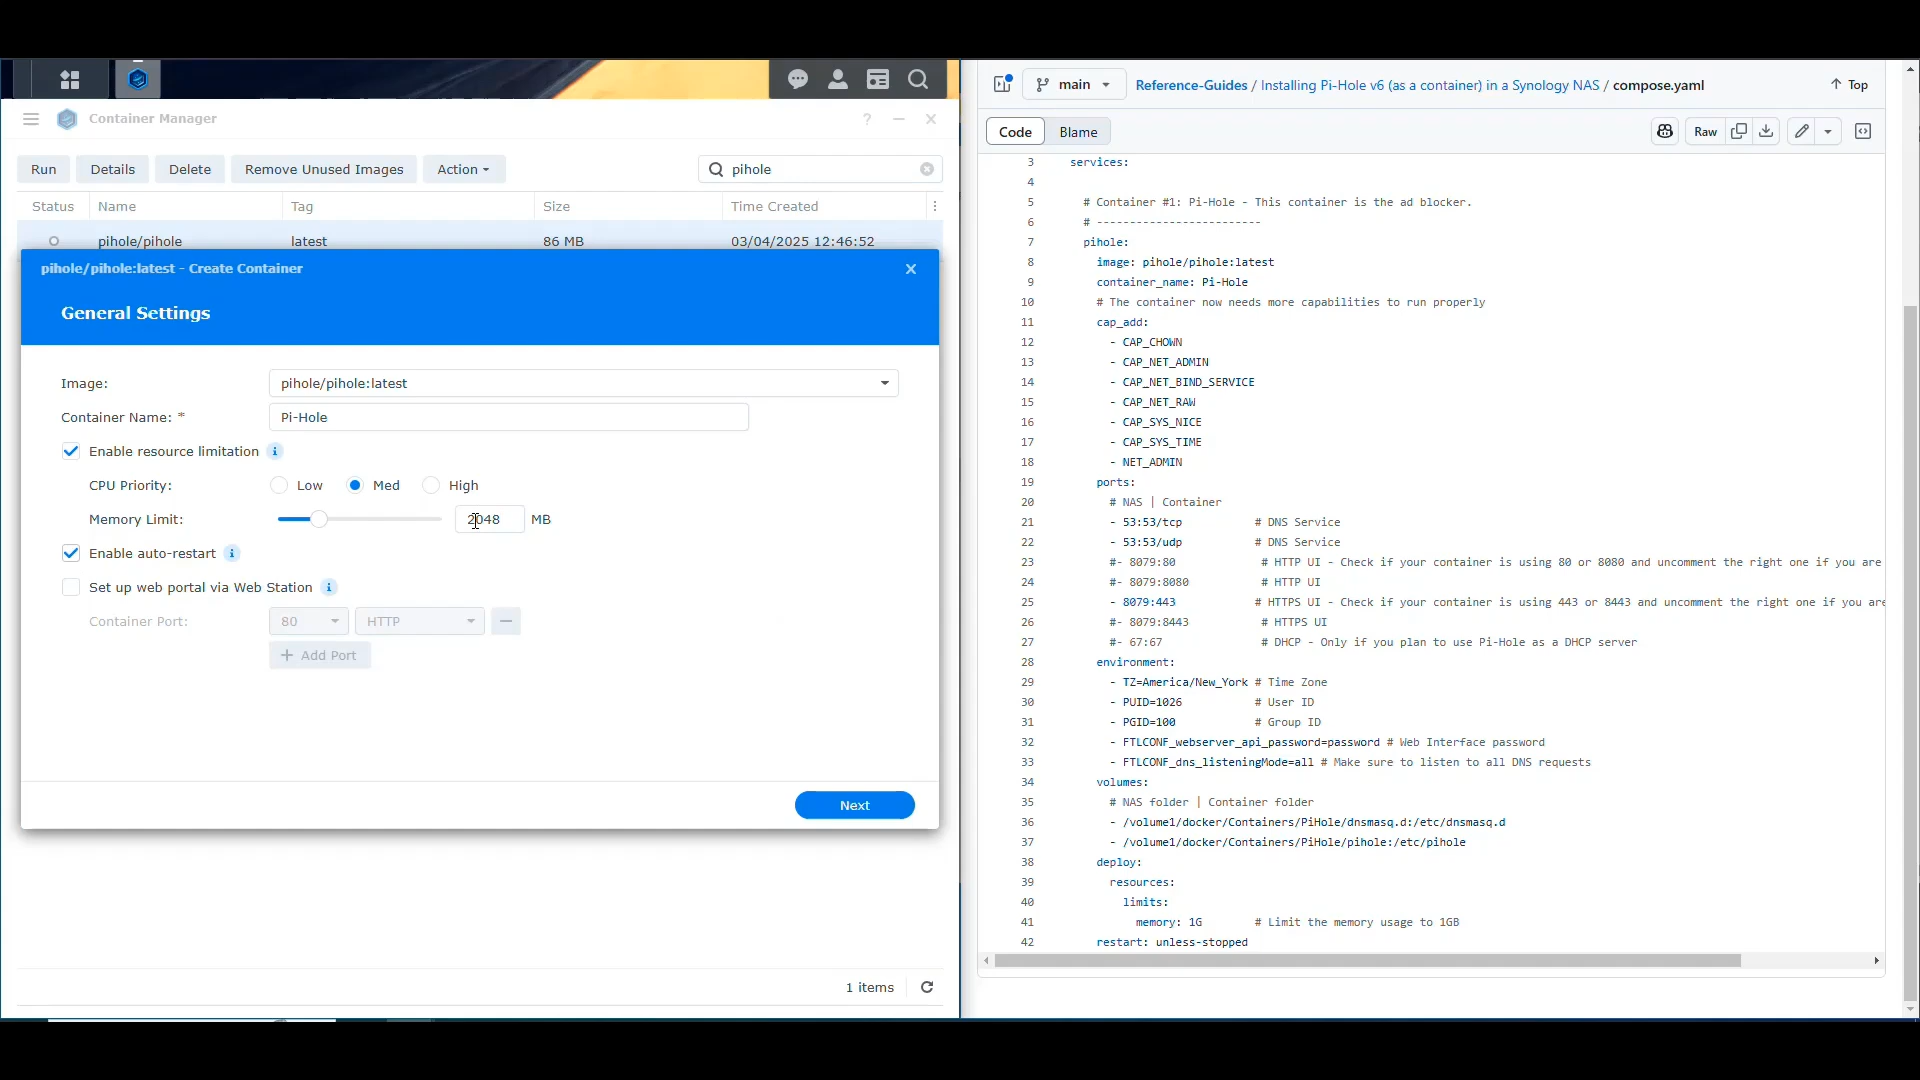 Container Manager
?
Run Details Delete Remove Unused Images Action
pihole
Status Name Tag Size Time Created
pihole/pihole latest 86 MB 03/04/2025 12:46:52
pihole/pihole:latest - Create Container
General Settings
Image: pihole/pihole:latest
Container Name: * Pi-Hole
Enable resource limitation i
CPU Priority: Low Med High
Memory Limit: 2048 MB
Enable auto-restart i
Set up web portal via Web Station i
Container Port: 80 HTTP
+ Add Port
Next
1 items
main
Reference-Guides / Installing Pi-Hole v6 (as a container) in a Synology NAS / compose.yaml
Top
Code Blame
Raw
3 services:
4
5 # Container #1: Pi-Hole - This container is the ad blocker.
6 # -------------------------
7 pihole:
8 image: pihole/pihole:latest
9 container_name: Pi-Hole
10 # The container now needs more capabilities to run properly
11 cap_add:
12 - CAP_CHOWN
13 - CAP_NET_ADMIN
14 - CAP_NET_BIND_SERVICE
15 - CAP_NET_RAW
16 - CAP_SYS_NICE
17 - CAP_SYS_TIME
18 - NET_ADMIN
19 ports:
20 # NAS | Container
21 - 53:53/tcp # DNS Service
22 - 53:53/udp # DNS Service
23 #- 8079:80 # HTTP UI - Check if your container is using 80 or 8080 and uncomment the right one if you are
24 #- 8079:8080 # HTTP UI
25 - 8079:443 # HTTPS UI - Check if your container is using 443 or 8443 and uncomment the right one if you are
26 #- 8079:8443 # HTTPS UI
27 #- 67:67 # DHCP - Only if you plan to use Pi-Hole as a DHCP server
28 environment:
29 - TZ=America/New_York # Time Zone
30 - PUID=1026 # User ID
31 - PGID=100 # Group ID
32 - FTLCONF_webserver_api_password=password # Web Interface password
33 - FTLCONF_dns_listeningMode=all # Make sure to listen to all DNS requests
34 volumes:
35 # NAS folder | Container folder
36 - /volume1/docker/Containers/PiHole/dnsmasq.d:/etc/dnsmasq.d
37 - /volume1/docker/Containers/PiHole/pihole:/etc/pihole
38 deploy:
39 resources:
40 limits:
41 memory: 1G # Limit the memory usage to 1GB
42 restart: unless-stopped